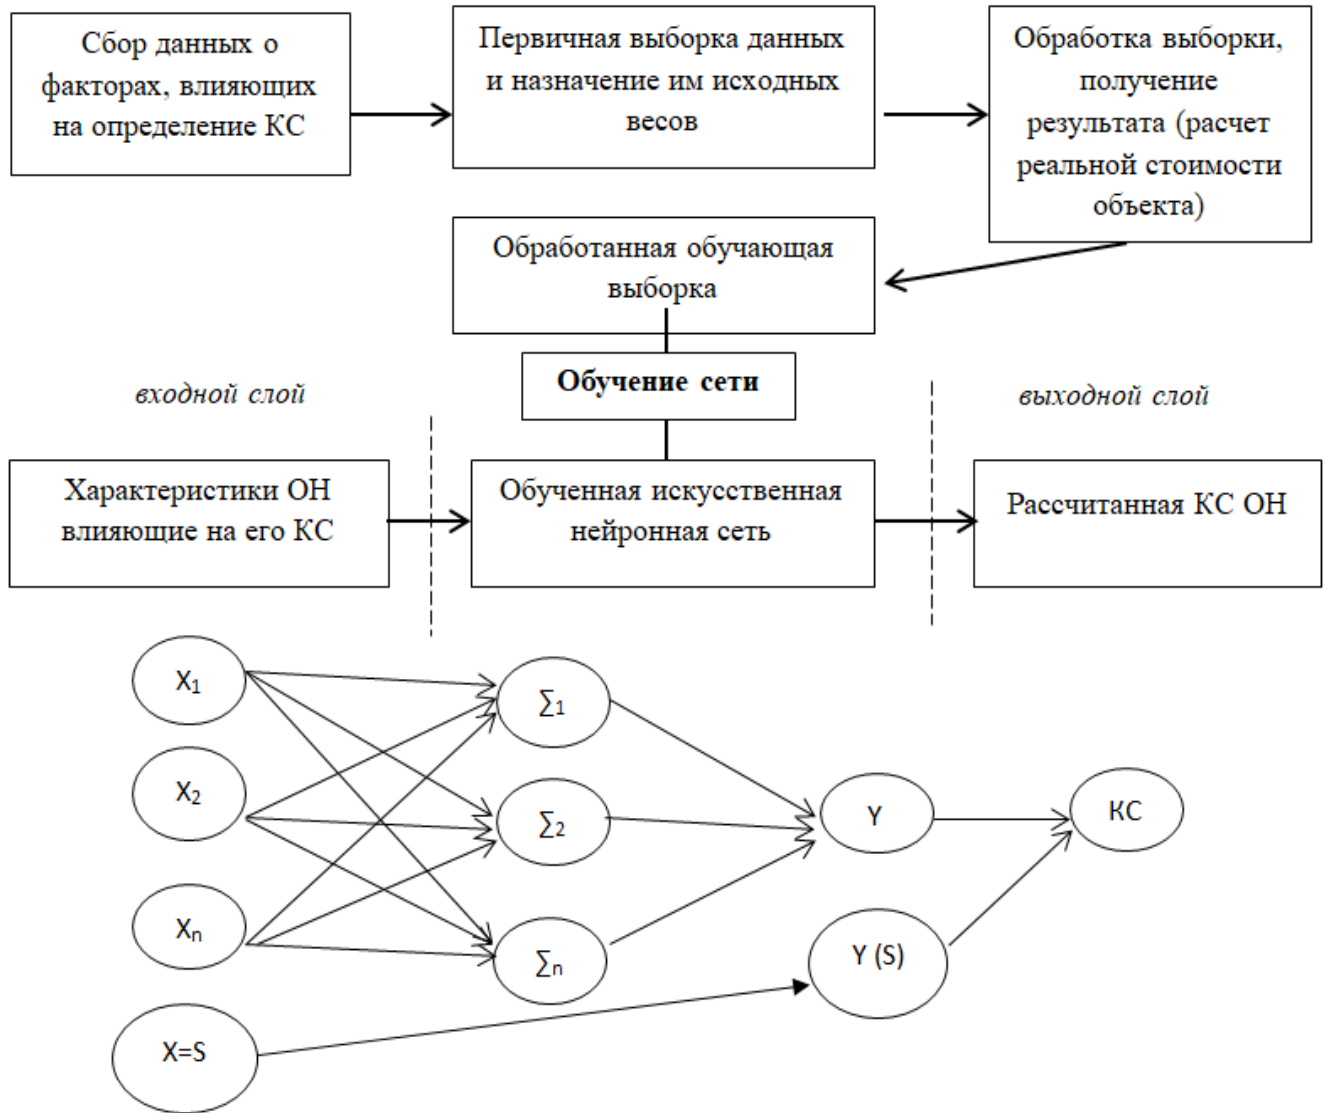 Сбор данных о
факторах, влияющих
на определение КС
Первичная выборка данных
и назначение им исходных
весов
Обработка выборки,
получение
результата (расчет
реальной стоимости
объекта)
Обработанная обучающая
выборка
Обучение сети
входной слой
выходной слой
Характеристики ОН
влияющие на его КС
Обученная искусственная
нейронная сеть
Рассчитанная КС ОН
X₁
∑₁
X₂
∑₂
Y
КС
Xₙ
∑ₙ
Y (S)
X=S